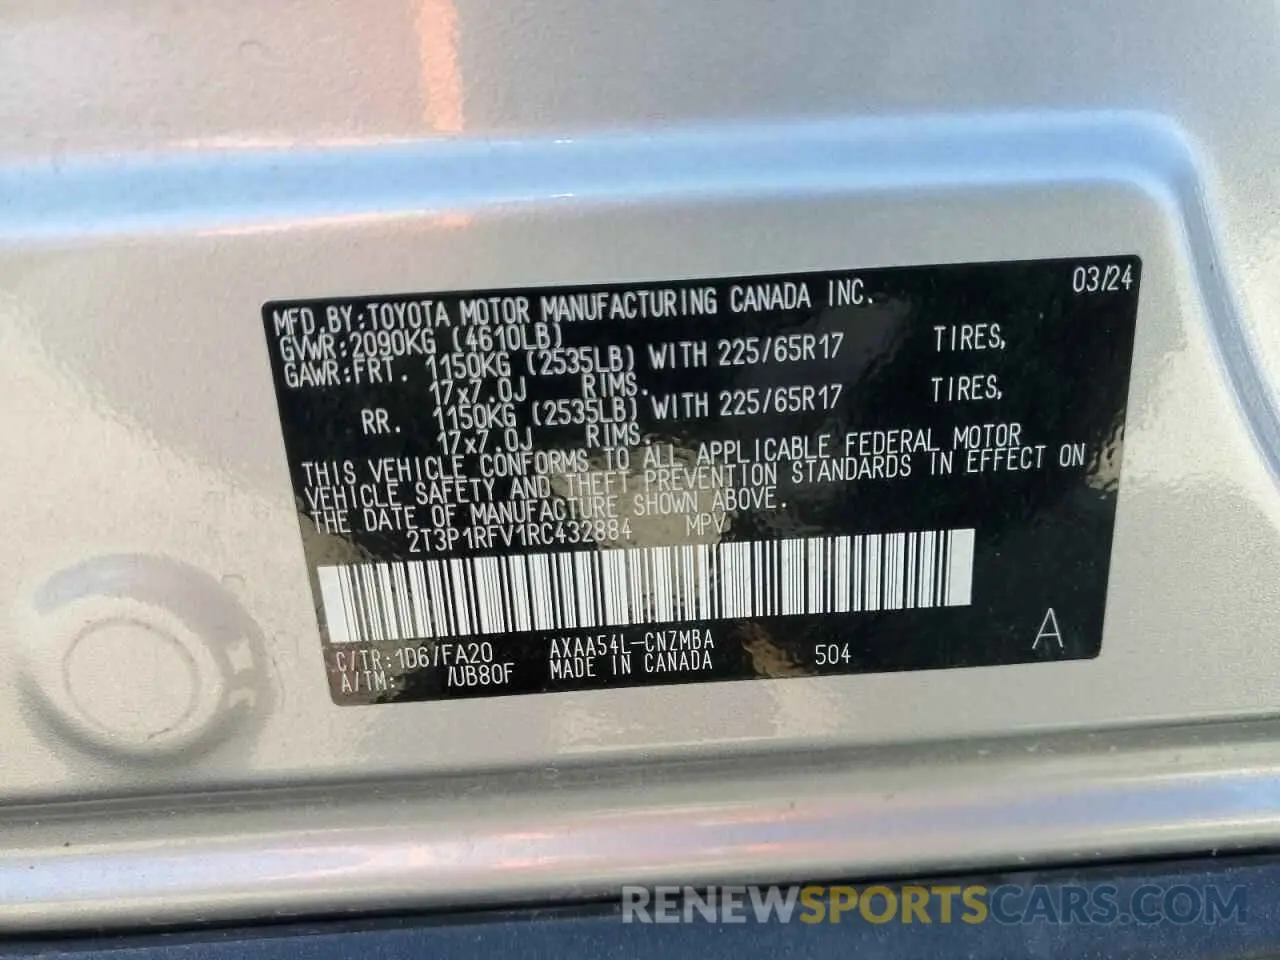 03/24
MFD.BY:TOYOTA MOTOR MANUFACTURING CANADA INC.
GVWR:2090KG (4610LB)
GAWR:FRT. 1150KG (2535LB) WITH 225/65R17 TIRES,
17x7.0J RIMS.
RR. 1150KG (2535LB) WITH 225/65R17 TIRES,
17x7.0J RIMS.
THIS VEHICLE CONFORMS TO ALL APPLICABLE FEDERAL MOTOR
VEHICLE SAFETY AND THEFT PREVENTION STANDARDS IN EFFECT ON
THE DATE OF MANUFACTURE SHOWN ABOVE.
2T3P1RFV1RC432884 MPV
C/TR:1D6/FA20 AXAA54L-CNZMBA 504 A
A/TM: /UB80F MADE IN CANADA
RENEWSPORTSCARS.COM